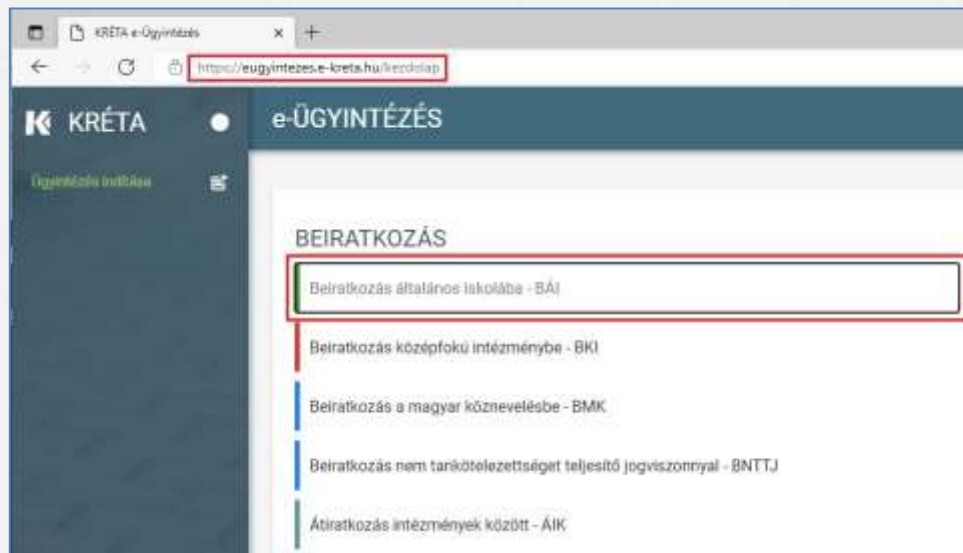 KRÉTA e-Ügyintézés
https://eugyintezes.e-kreta.hu/kezdolap
KRÉTA
e-ÜGYINTÉZÉS
Ügyintézés indítása
BEIRATKOZÁS
Beiratkozás általános iskolába - BÁI
Beiratkozás középfokú intézménybe - BKI
Beiratkozás a magyar köznevelésbe - BMK
Beiratkozás nem tankötelezettséget teljesítő jogviszonnyal - BNTTJ
Átiratkozás intézmények között - ÁIK